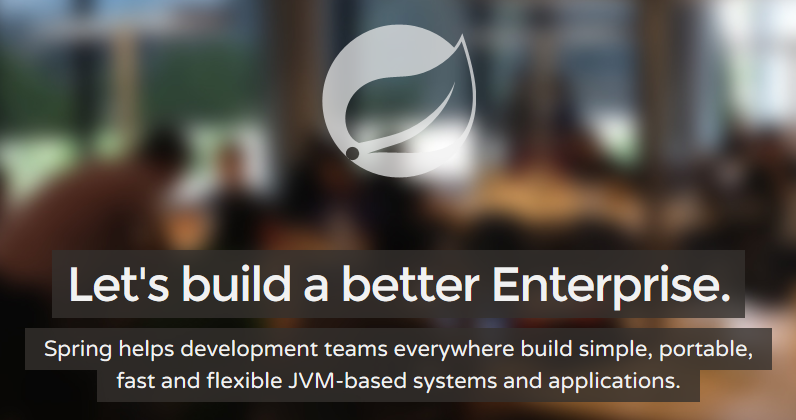 Let's build a better Enterprise.
Spring helps development teams everywhere build simple, portable,
fast and flexible JVM-based systems and applications.